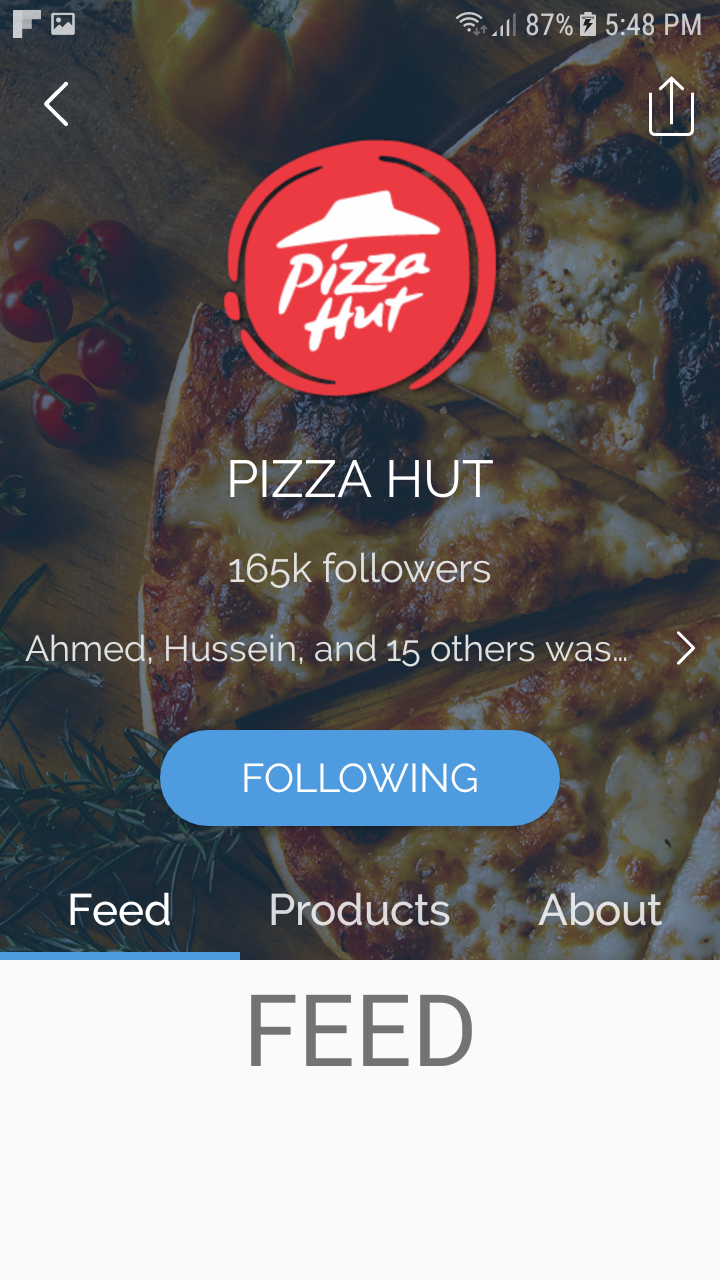 87% 5:48 PM
Pizza
Hut
PIZZA HUT
165k followers
Ahmed, Hussein, and 15 others was...
FOLLOWING
Feed Products About
FEED